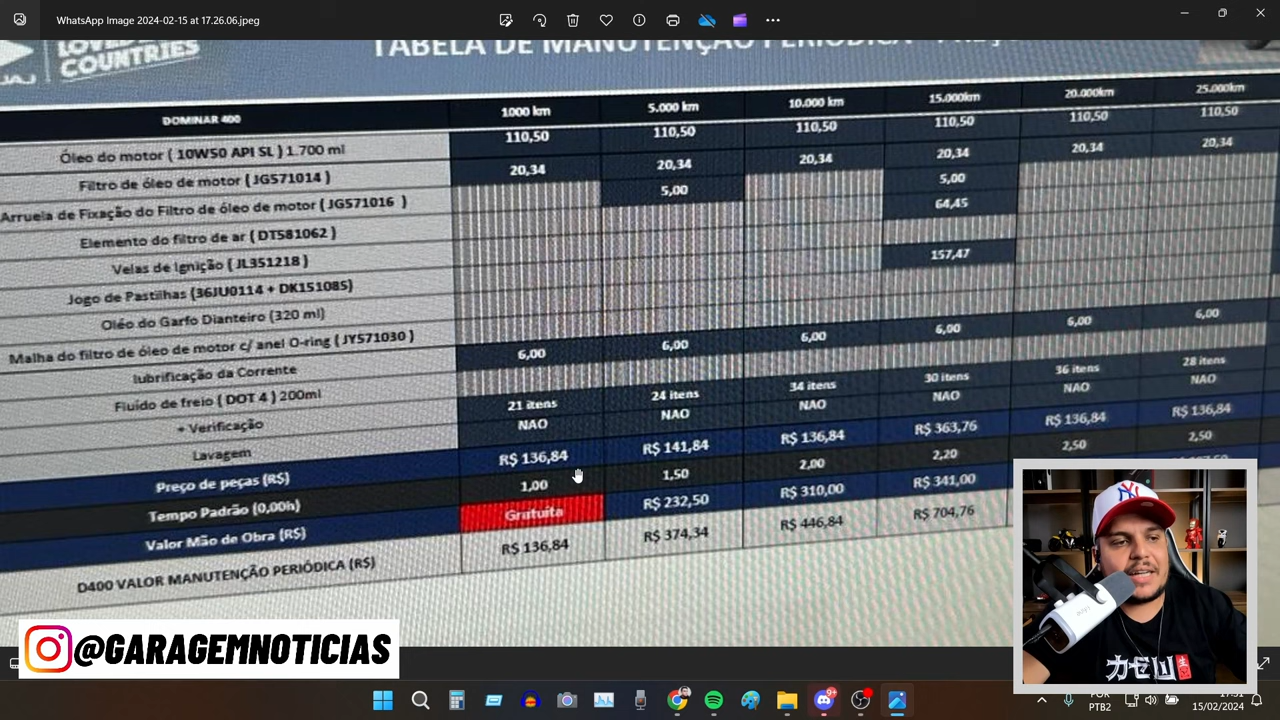 WhatsApp Image 2024-02-15 at 17.26.06.jpeg
COUNTRIES
TABELA DE MANUTENÇÃO PERIÓDICA
DOMINAR 400 1000 km 5.000 km 10.000 km 15.000km 20.000km 25.000km
Óleo do motor ( 10W50 API SL ) 1.700 ml 110,50 110,50 110,50 110,50 110,50 110,50
Filtro de óleo de motor ( JG571014 ) 20,34 20,34 20,34 20,34 20,34 20,34
Arruela de Fixação do Filtro de óleo de motor ( JG571016 ) 5,00 5,00
Elemento do filtro de ar ( DT581062 ) 64,45
Velas de Ignição ( JL351218 )
Jogo de Pastilhas (36JU0114 + DK151085) 157,47
Oléo do Garfo Dianteiro (320 ml)
Malha do filtro de óleo de motor c/ anel O-ring ( JY571030 )
lubrificação da Corrente 6,00 6,00 6,00 6,00 6,00 6,00
Fluído de freio ( DOT 4 ) 200ml
+ Verificação 21 itens 24 itens 34 itens 30 itens 36 itens 28 itens
Lavagem NAO NAO NAO NAO NAO NAO
Preço de peças (R$) R$ 136,84 R$ 141,84 R$ 136,84 R$ 363,76 R$ 136,84 R$ 136,84
Tempo Padrão (0,00h) 1,00 1,50 2,00 2,20 2,50 2,50
Valor Mão de Obra (R$) Gratuita R$ 232,50 R$ 310,00 R$ 341,00
D400 VALOR MANUTENÇÃO PERIÓDICA (R$) R$ 136,84 R$ 374,34 R$ 446,84 R$ 704,76
@GARAGEMNOTICIAS
POR
PTB2
15/02/2024